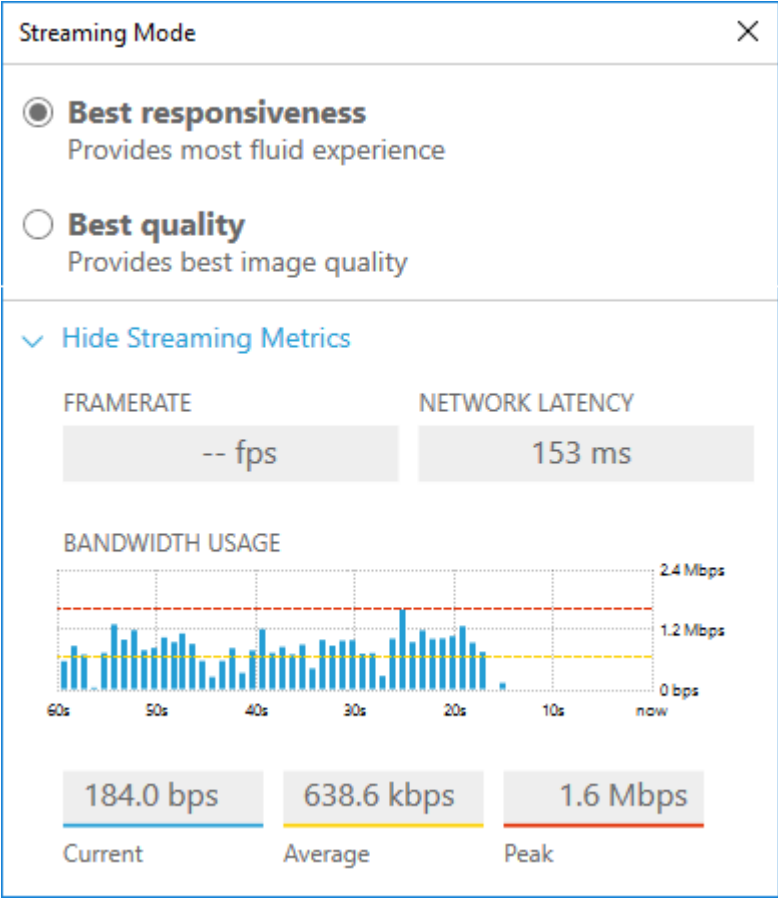 Streaming Mode
Best responsiveness
Provides most fluid experience
Best quality
Provides best image quality
Hide Streaming Metrics
FRAMERATE
-- fps
NETWORK LATENCY
153 ms
BANDWIDTH USAGE
2.4 Mbps
1.2 Mbps
0 bps
60s 50s 40s 30s 20s 10s now
184.0 bps 638.6 kbps 1.6 Mbps
Current Average Peak